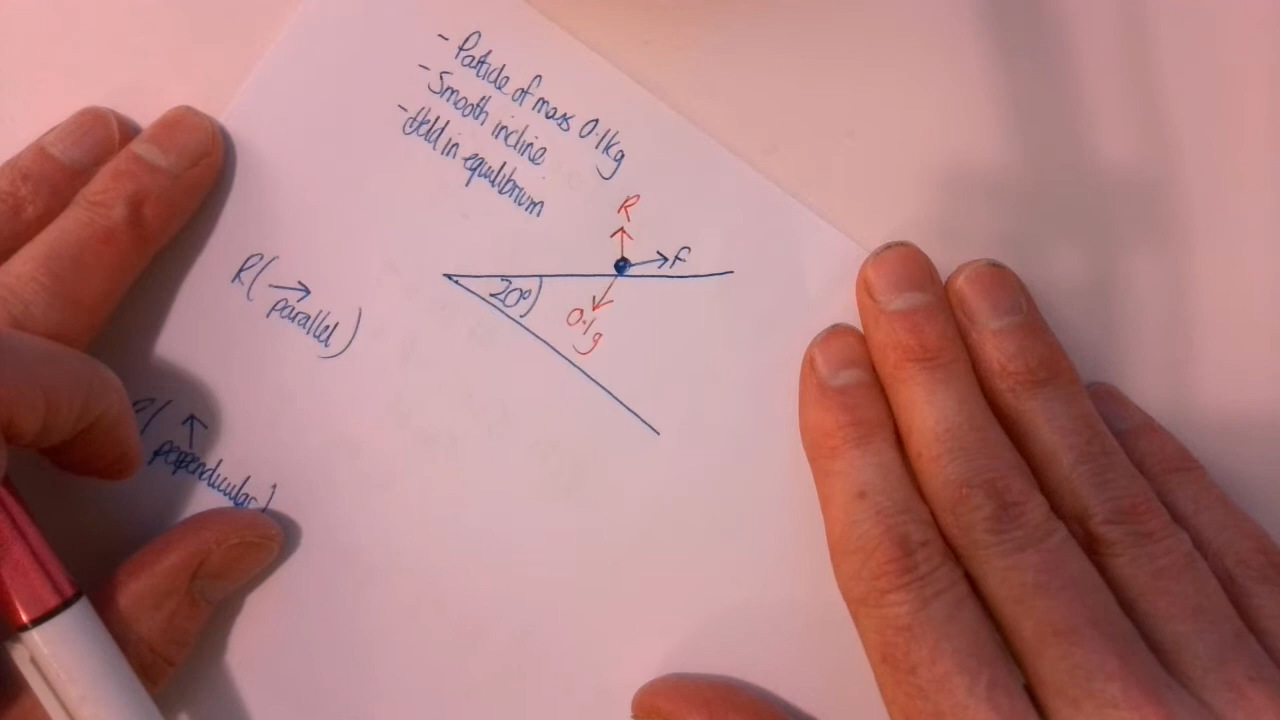 - Particle of mass 0.1kg
- Smooth incline
- Held in equilibrium
R
F
20°
0.1g
R( → parallel)
R( ↑ perpendicular)